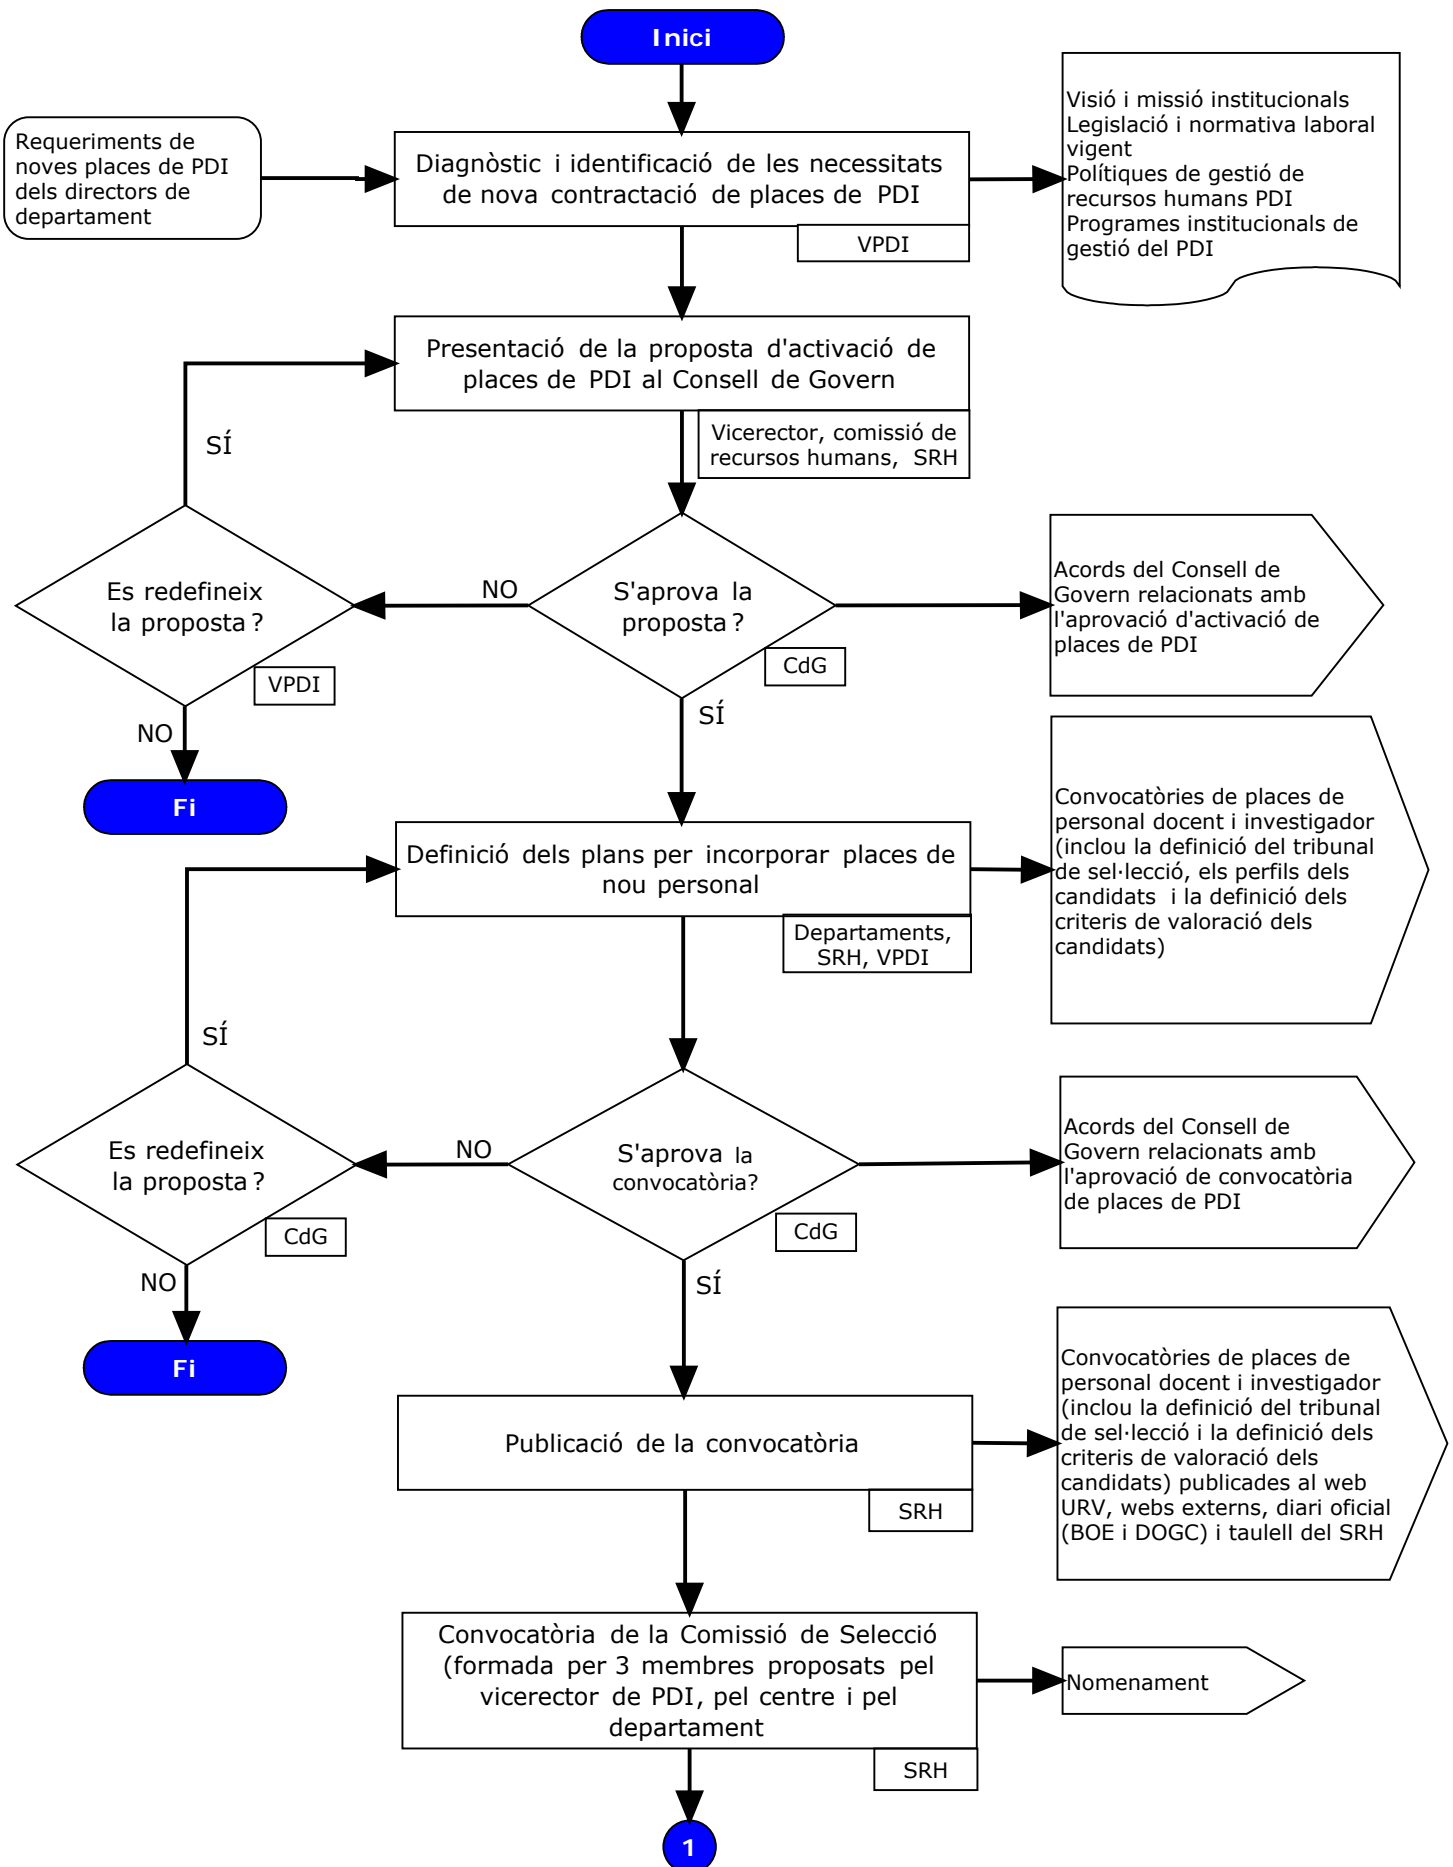 Inici
Requeriments de
noves places de PDI
dels directors de
departament
Diagnòstic i identificació de les necessitats
de nova contractació de places de PDI
VPDI
Visió i missió institucionals
Legislació i normativa laboral
vigent
Polítiques de gestió de
recursos humans PDI
Programes institucionals de
gestió del PDI
Presentació de la proposta d'activació de
places de PDI al Consell de Govern
Vicerector, comissió de
recursos humans, SRH
SÍ
Es redefineix
la proposta?
VPDI
NO
S'aprova la
proposta?
CdG
Acords del Consell de
Govern relacionats amb
l'aprovació d'activació de
places de PDI
NO
SÍ
Fi
Definició dels plans per incorporar places de
nou personal
Departaments,
SRH, VPDI
Convocatòries de places de
personal docent i investigador
(inclou la definició del tribunal
de sel·lecció, els perfils dels
candidats i la definició dels
criteris de valoració dels
candidats)
SÍ
Es redefineix
la proposta?
CdG
NO
S'aprova la
convocatòria?
CdG
Acords del Consell de
Govern relacionats amb
l'aprovació de convocatòria
de places de PDI
NO
SÍ
Fi
Publicació de la convocatòria
SRH
Convocatòries de places de
personal docent i investigador
(inclou la definició del tribunal
de sel·lecció i la definició dels
criteris de valoració dels
candidats) publicades al web
URV, webs externs, diari oficial
(BOE i DOGC) i taulell del SRH
Convocatòria de la Comissió de Selecció
(formada per 3 membres proposats pel
vicerector de PDI, pel centre i pel
departament
SRH
Nomenament
1